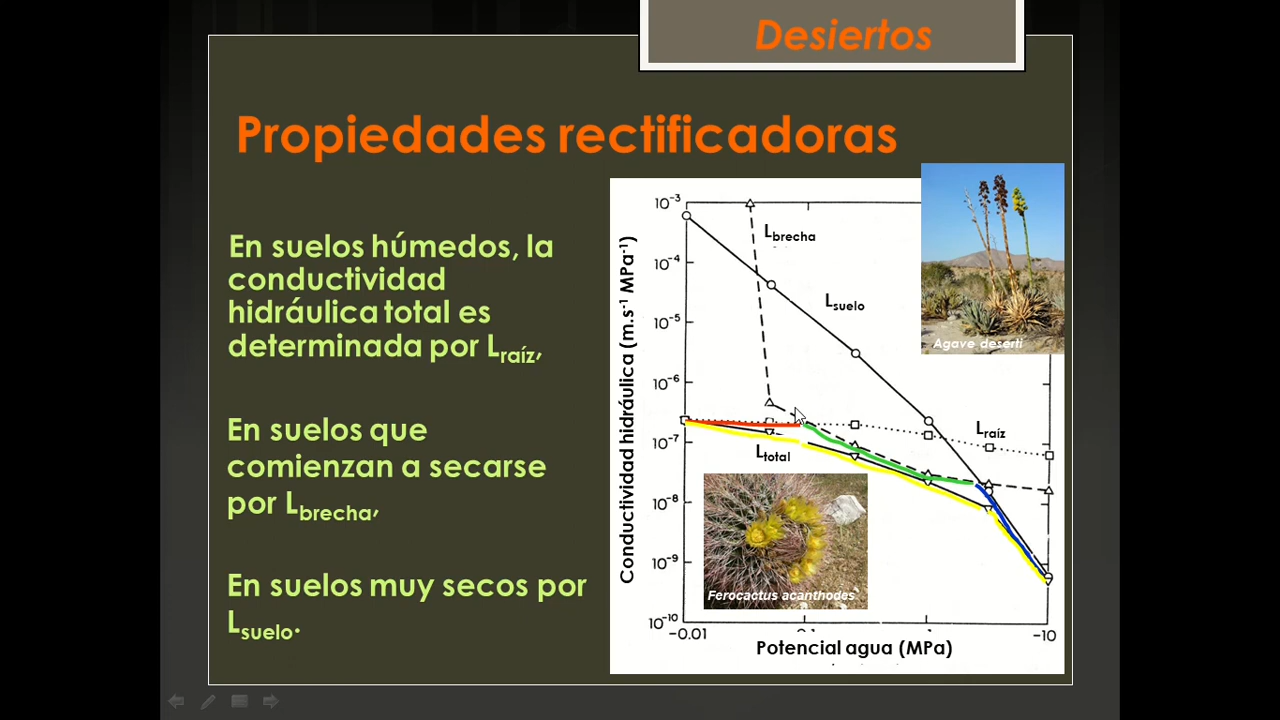 Desiertos
Propiedades rectificadoras
En suelos húmedos, la
conductividad
hidráulica total es
determinada por Lraíz,
En suelos que
comienzan a secarse
por Lbrecha,
En suelos muy secos por
Lsuelo.
Conductividad hidráulica (m.s⁻¹ MPa⁻¹)
10⁻³
10⁻⁴
10⁻⁵
10⁻⁶
10⁻⁷
10⁻⁸
10⁻⁹
10⁻¹⁰
Lbrecha
Lsuelo
Lraíz
Ltotal
Agave deserti
Ferocactus acanthodes
-0.01
-10
Potencial agua (MPa)